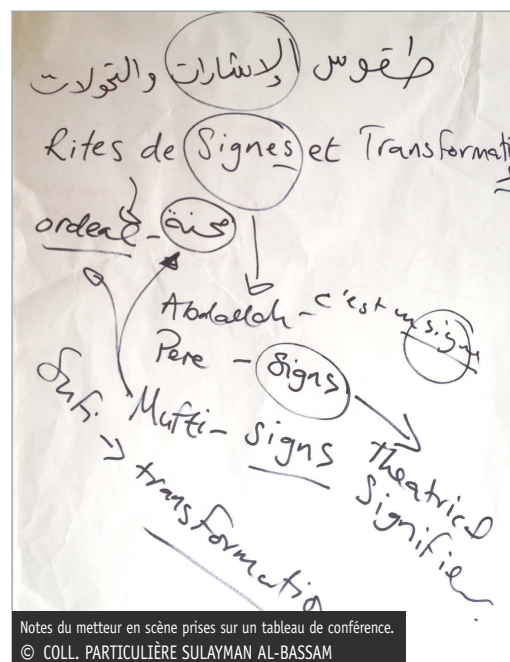 طقوس الإشارات والتحولات
Rites de Signes et Transformati
ordeal - محنة
Abdallah - c'est un signe
Père - signs
Mufti - signs
Theatrical
Signifier
Sufi → transformatio
Notes du metteur en scène prises sur un tableau de conférence.
© COLL. PARTICULIÈRE SULAYMAN AL-BASSAM